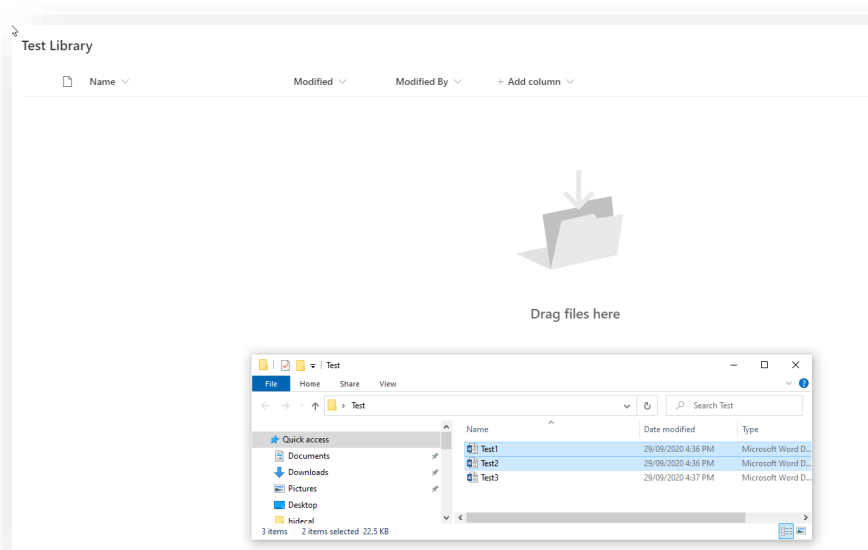 Test Library
Name Modified Modified By + Add column
Drag files here
Test
File Home Share View
Test Search Test
Name Date modified Type
Quick access
Documents
Downloads
Pictures
Desktop
hidecal
Test1 29/09/2020 4:36 PM Microsoft Word D...
Test2 29/09/2020 4:36 PM Microsoft Word D...
Test3 29/09/2020 4:37 PM Microsoft Word D...
3 items 2 items selected 22.5 KB